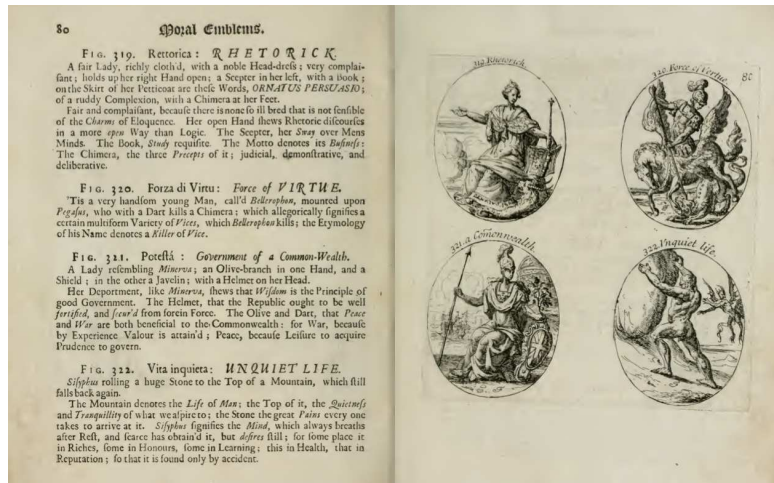 80 Moral Emblems.
FIG. 319. Rettorica: RHETORICK.
A fair Lady, richly cloth'd, with a noble Head-dress; very complai-
sant; holds up her right Hand open; a Scepter in her left, with a Book;
on the Skirt of her Petticoat are these Words, ORNATUS PERSUASIO;
of a ruddy Complexion, with a Chimera at her Feet.
Fair and complaisant, because there is none so ill bred that is not sensible
of the Charms of Eloquence. Her open Hand shews Rhetoric discourses
in a more open Way than Logic. The Scepter, her Sway over Mens
Minds. The Book, Study requisite. The Motto denotes its Business:
The Chimera, the three Precepts of it; judicial, demonstrative, and
deliberative.
FIG. 320. Forza di Virtu: Force of VIRTUE.
'Tis a very handsom young Man, call'd Bellerophon, mounted upon
Pegasus, who with a Dart kills a Chimera; which allegorically signifies a
certain multiform Variety of Vices, which Bellerophon kills; the Etymology
of his Name denotes a Killer of Vice.
FIG. 321. Potestá: Government of a Common-Wealth.
A Lady resembling Minerva; an Olive-branch in one Hand, and a
Shield; in the other a Javelin; with a Helmet on her Head.
Her Deportment, like Minerva, shews that Wisdom is the Principle of
good Government. The Helmet, that the Republic ought to be well
fortified, and secur'd from forein Force. The Olive and Dart, that Peace
and War are both beneficial to the Commonwealth: for War, because
by Experience Valour is attain'd; Peace, because Leisure to acquire
Prudence to govern.
FIG. 322. Vita inquieta: UNQUIET LIFE.
Sisyphus rolling a huge Stone to the Top of a Mountain, which still
falls back again.
The Mountain denotes the Life of Man; the Top of it, the Quietness
and Tranquillity of what we aspire to; the Stone the great Pains every one
takes to arrive at it. Sisyphus signifies the Mind, which always breaths
after Rest, and scarce has obtain'd it, but desires still; for some place it
in Riches, some in Honours, some in Learning; this in Health, that in
Reputation; so that it is found only by accident.
319 Rhetorick.
320 Force of Vertue
80
321. a Comonwealth.
322 Vnquiet life.